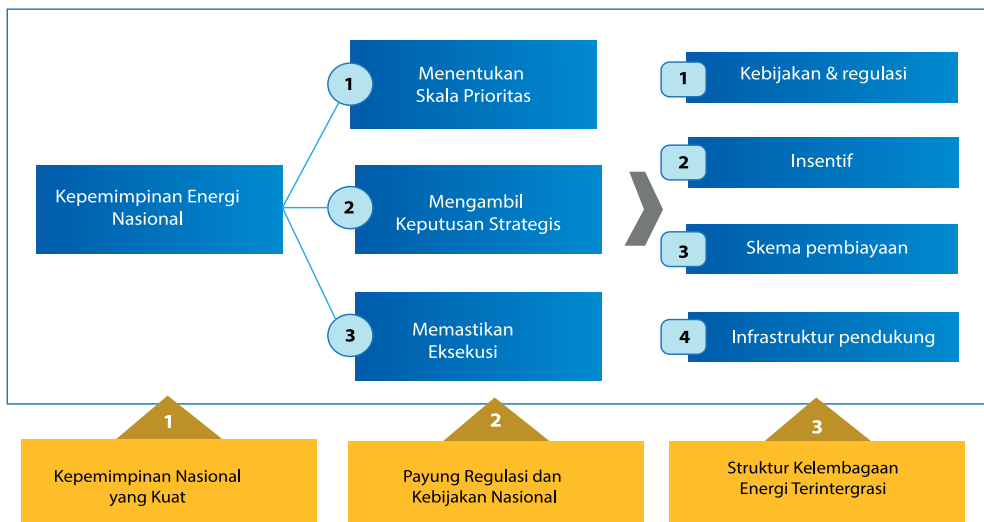 Kepemimpinan Energi
Nasional
1
Menentukan
Skala Prioritas
2
Mengambil
Keputusan Strategis
3
Memastikan
Eksekusi
1
Kebijakan & regulasi
2
Insentif
3
Skema pembiayaan
4
Infrastruktur pendukung
1
Kepemimpinan Nasional
yang Kuat
2
Payung Regulasi dan
Kebijakan Nasional
3
Struktur Kelembagaan
Energi Terintergrasi